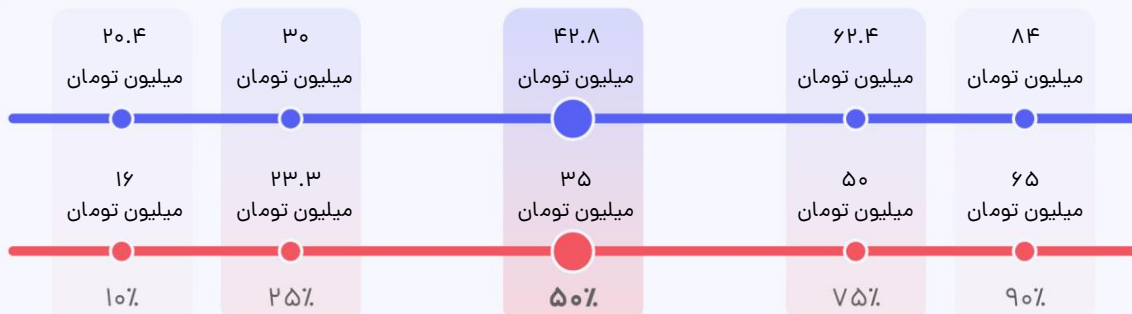 ۲۰.۴ ۳۰ ۴۲.۸ ۶۲.۴ ۸۴
میلیون تومان میلیون تومان میلیون تومان میلیون تومان میلیون تومان
۱۶ ۲۳.۳ ۳۵ ۵۰ ۶۵
میلیون تومان میلیون تومان میلیون تومان میلیون تومان میلیون تومان
۱۰٪ ۲۵٪ ۵۰٪ ۷۵٪ ۹۰٪